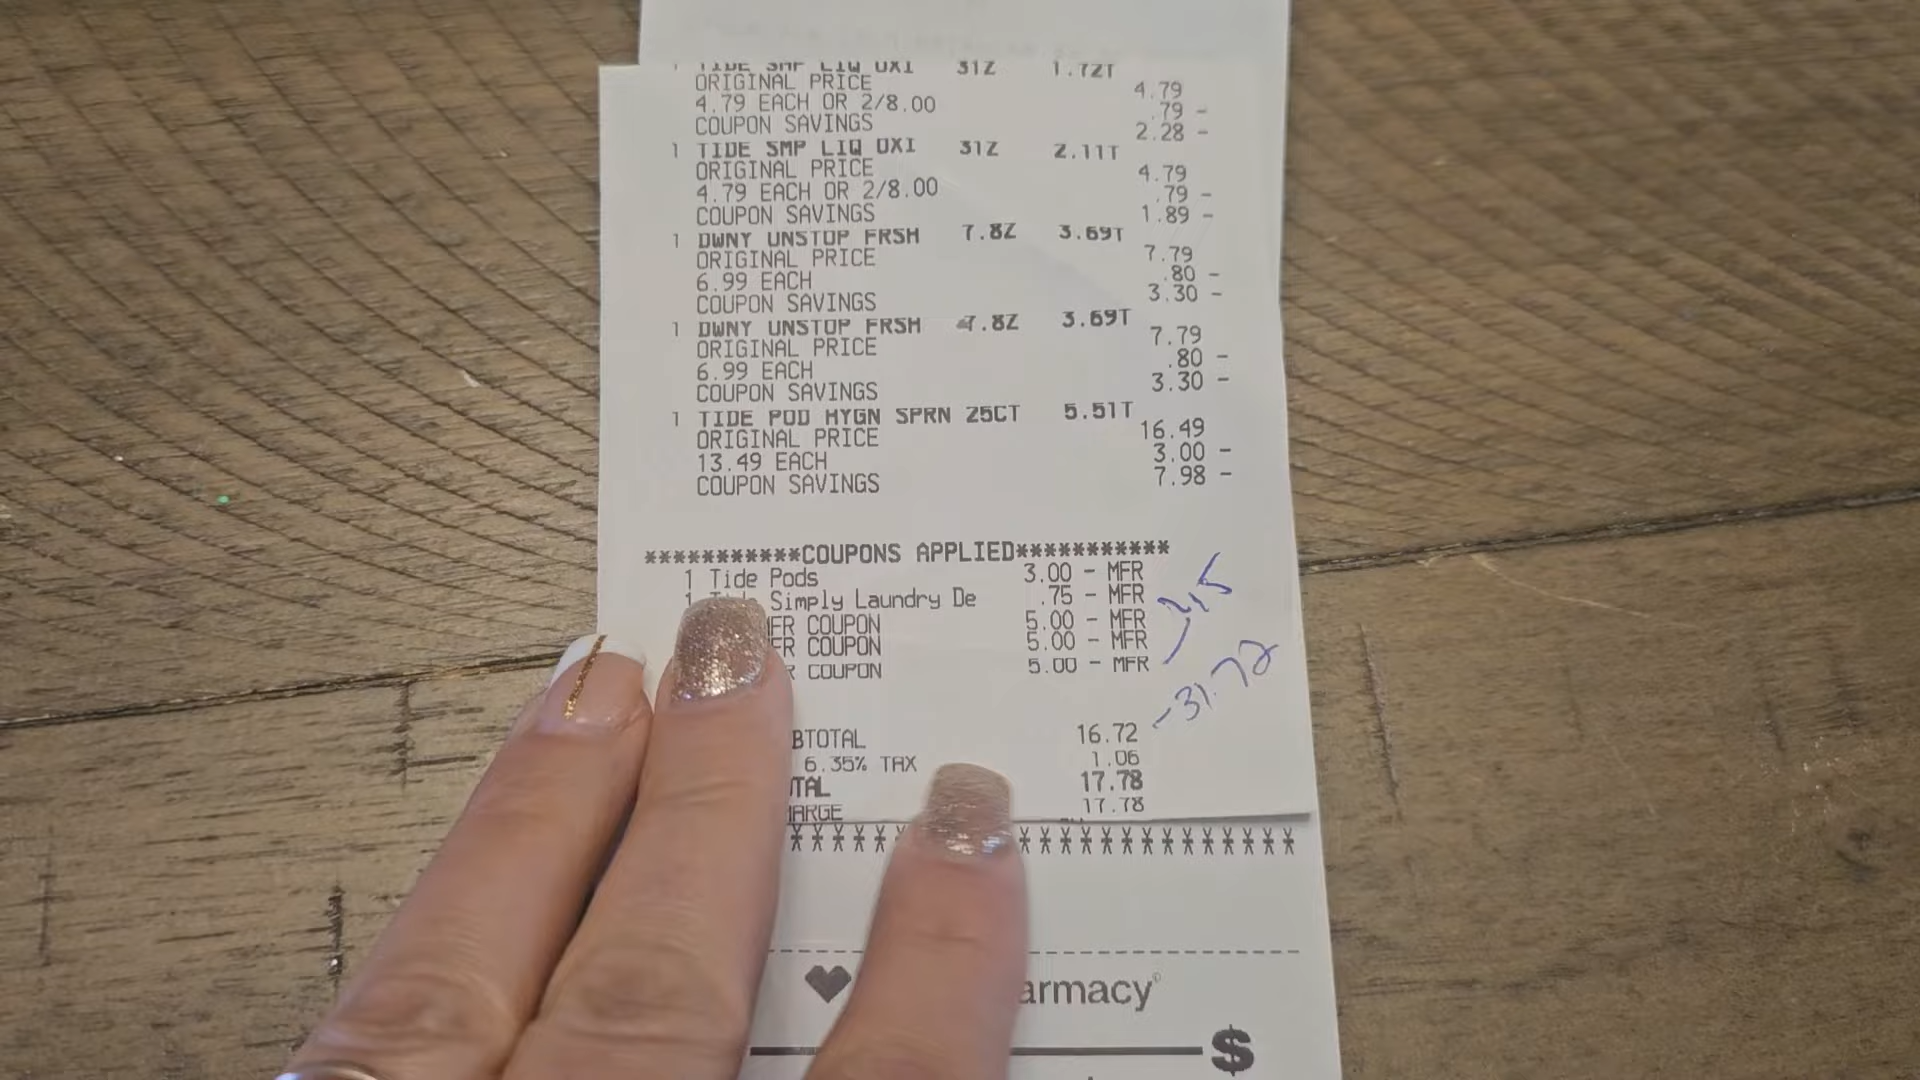 1 TIDE SMP LIQ OXI 31Z 1.72T
ORIGINAL PRICE 4.79
4.79 EACH OR 2/8.00 .79 -
COUPON SAVINGS 2.28 -
1 TIDE SMP LIQ OXI 31Z 2.11T
ORIGINAL PRICE 4.79
4.79 EACH OR 2/8.00 .79 -
COUPON SAVINGS 1.89 -
1 DWNY UNSTOP FRSH 7.8Z 3.69T
ORIGINAL PRICE 7.79
6.99 EACH .80 -
COUPON SAVINGS 3.30 -
1 DWNY UNSTOP FRSH 7.8Z 3.69T
ORIGINAL PRICE 7.79
6.99 EACH .80 -
COUPON SAVINGS 3.30 -
1 TIDE POD HYGN SPRN 25CT 5.51T
ORIGINAL PRICE 16.49
13.49 EACH 3.00 -
COUPON SAVINGS 7.98 -
***********COUPONS APPLIED***********
1 Tide Pods 3.00 - MFR
1 Simply Laundry De .75 - MFR
FR COUPON 5.00 - MFR
FR COUPON 5.00 - MFR
R COUPON 5.00 - MFR
BTOTAL 16.72
-31.72
6.35% TAX 1.06
TAL 17.78
HARGE 17.78
armacy
$